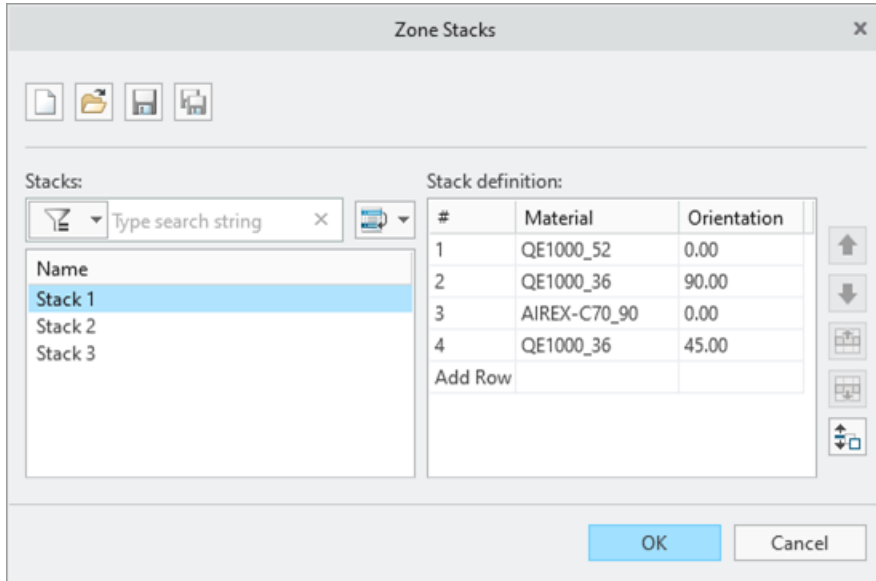 Zone Stacks
Stacks:
Type search string
Name
Stack 1
Stack 2
Stack 3
Stack definition:
# Material Orientation
1 QE1000_52 0.00
2 QE1000_36 90.00
3 AIREX-C70_90 0.00
4 QE1000_36 45.00
Add Row
OK Cancel